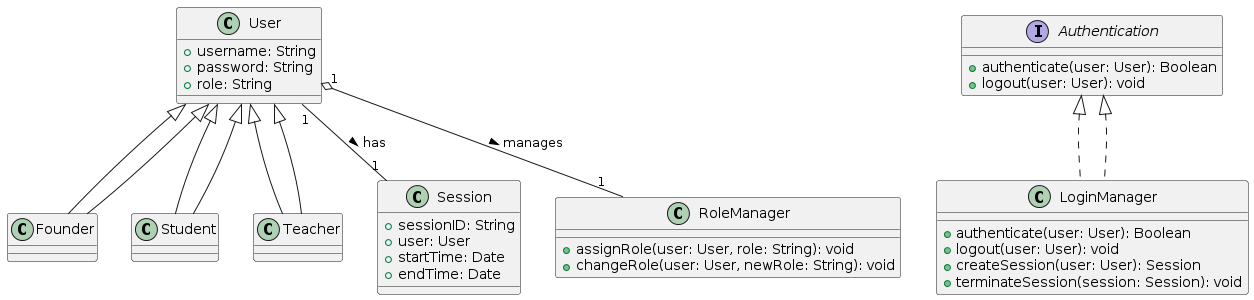 C User
username: String
password: String
role: String
I Authentication
authenticate(user: User): Boolean
logout(user: User): void
1
1
has
manages
1
1
C Founder
C Student
C Teacher
C Session
sessionID: String
user: User
startTime: Date
endTime: Date
C RoleManager
assignRole(user: User, role: String): void
changeRole(user: User, newRole: String): void
C LoginManager
authenticate(user: User): Boolean
logout(user: User): void
createSession(user: User): Session
terminateSession(session: Session): void